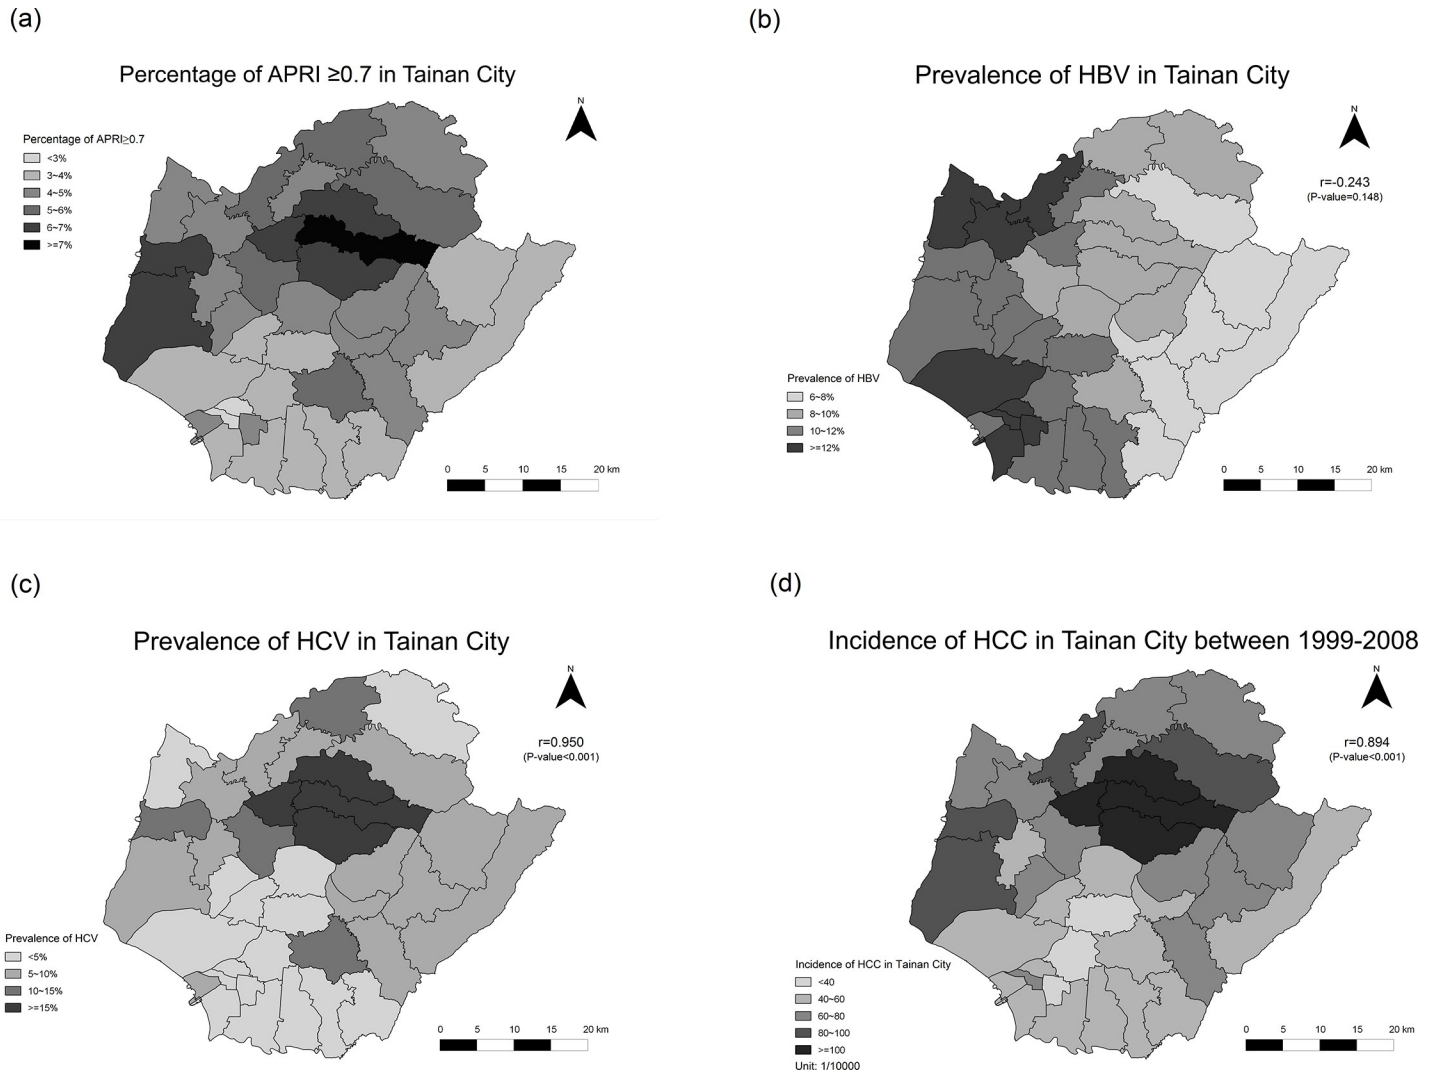 (a)
Percentage of APRI ≥0.7 in Tainan City
N
Percentage of APRI≥0.7
<3%
3~4%
4~5%
5~6%
6~7%
>=7%
0 5 10 15 20 km
(b)
Prevalence of HBV in Tainan City
N
r=-0.243
(P-value=0.148)
Prevalence of HBV
6~8%
8~10%
10~12%
>=12%
0 5 10 15 20 km
(c)
Prevalence of HCV in Tainan City
N
r=0.950
(P-value<0.001)
Prevalence of HCV
<5%
5~10%
10~15%
>=15%
0 5 10 15 20 km
(d)
Incidence of HCC in Tainan City between 1999-2008
N
r=0.894
(P-value<0.001)
Incidence of HCC in Tainan City
<40
40~60
60~80
80~100
>=100
Unit: 1/10000
0 5 10 15 20 km